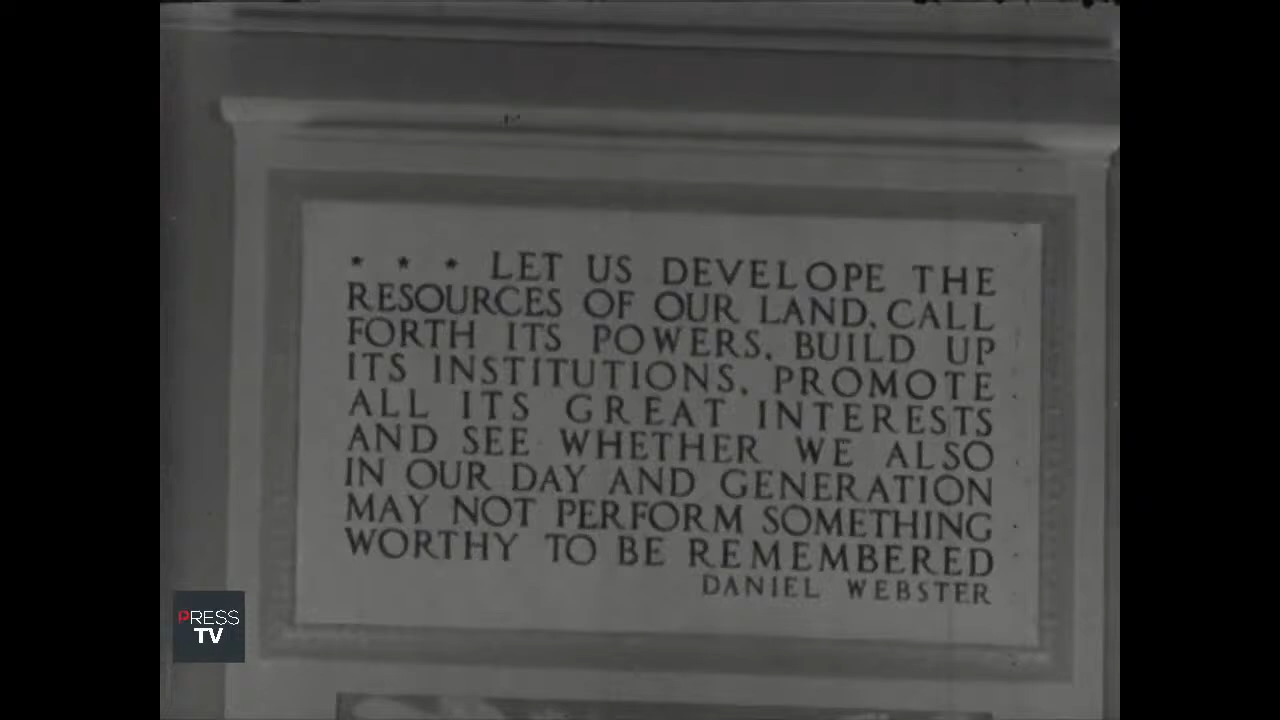 * * * LET US DEVELOPE THE
RESOURCES OF OUR LAND, CALL
FORTH ITS POWERS, BUILD UP
ITS INSTITUTIONS, PROMOTE
ALL ITS GREAT INTERESTS
AND SEE WHETHER WE ALSO
IN OUR DAY AND GENERATION
MAY NOT PERFORM SOMETHING
WORTHY TO BE REMEMBERED
DANIEL WEBSTER
PRESS
TV